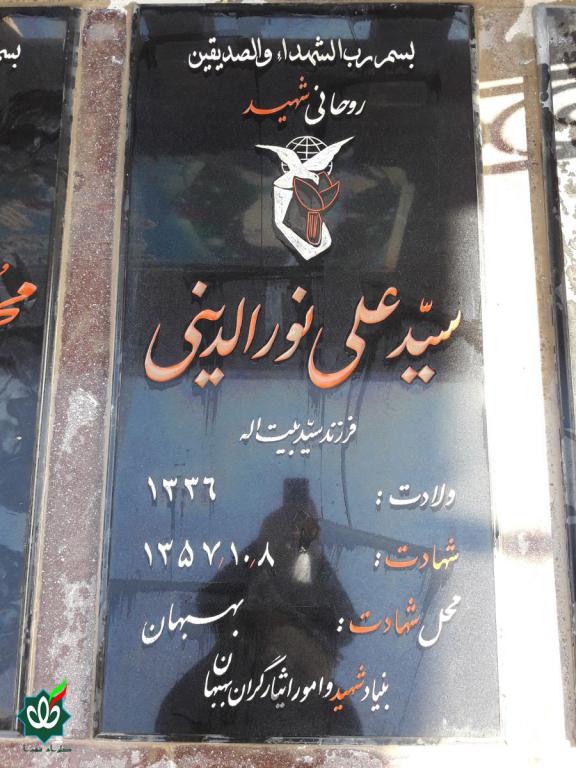 بسم رب الشهداء والصدیقین
روحانی شهید
سیّد علی نورالدینی
فرزند سیّد بیت اله
ولادت : ۱۳۳۶
شهادت : ۱۳۵۷٫۱۰٫۸
محل شهادت : بهبهان
بنیاد شهید و امور ایثارگران بهبهان